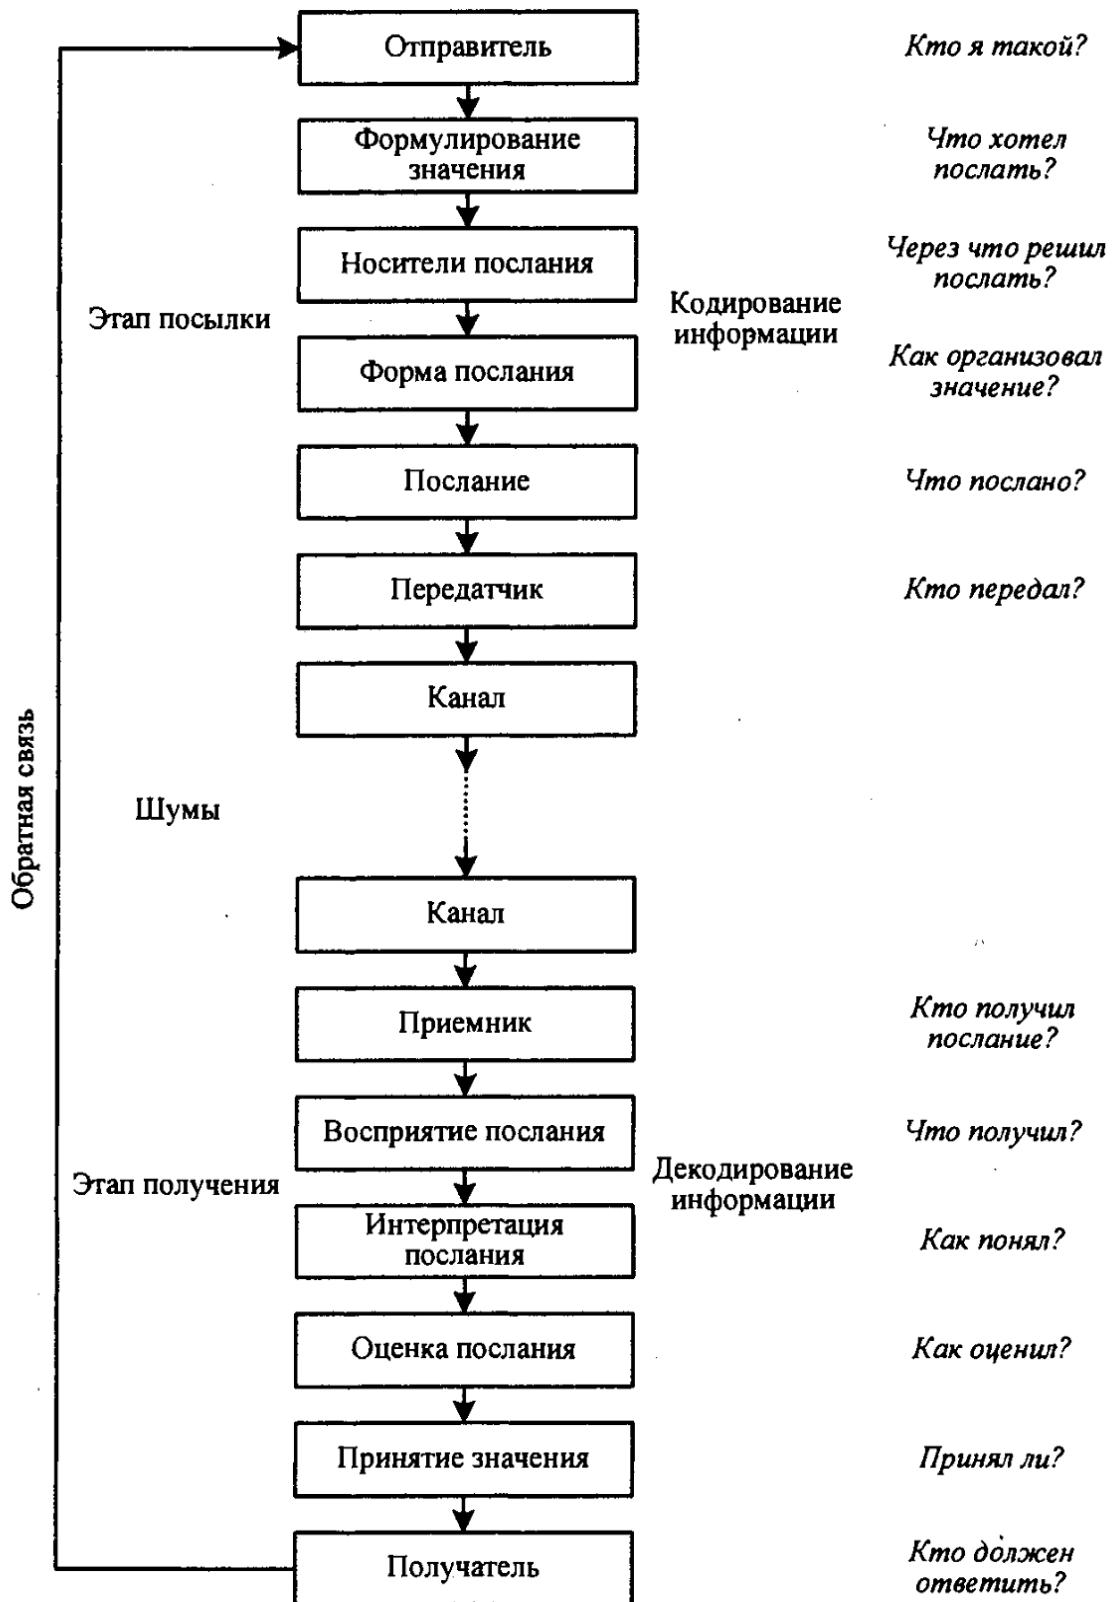 Отправитель
Кто я такой?
Формулирование
значения
Что хотел
послать?
Носители послания
Через что решил
послать?
Этап посылки
Кодирование
информации
Форма послания
Как организовал
значение?
Послание
Что послано?
Передатчик
Кто передал?
Канал
Обратная связь
Шумы
Канал
Приемник
Кто получил
послание?
Восприятие послания
Что получил?
Этап получения
Декодирование
информации
Интерпретация
послания
Как понял?
Оценка послания
Как оценил?
Принятие значения
Принял ли?
Получатель
Кто должен
ответить?